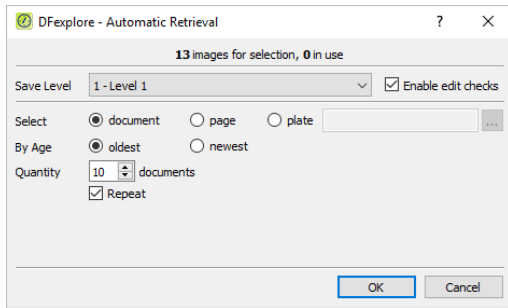 DFexplore - Automatic Retrieval ?
13 images for selection, 0 in use
Save Level 1 - Level 1 Enable edit checks
Select document page plate ...
By Age oldest newest
Quantity 10 documents
Repeat
OK Cancel